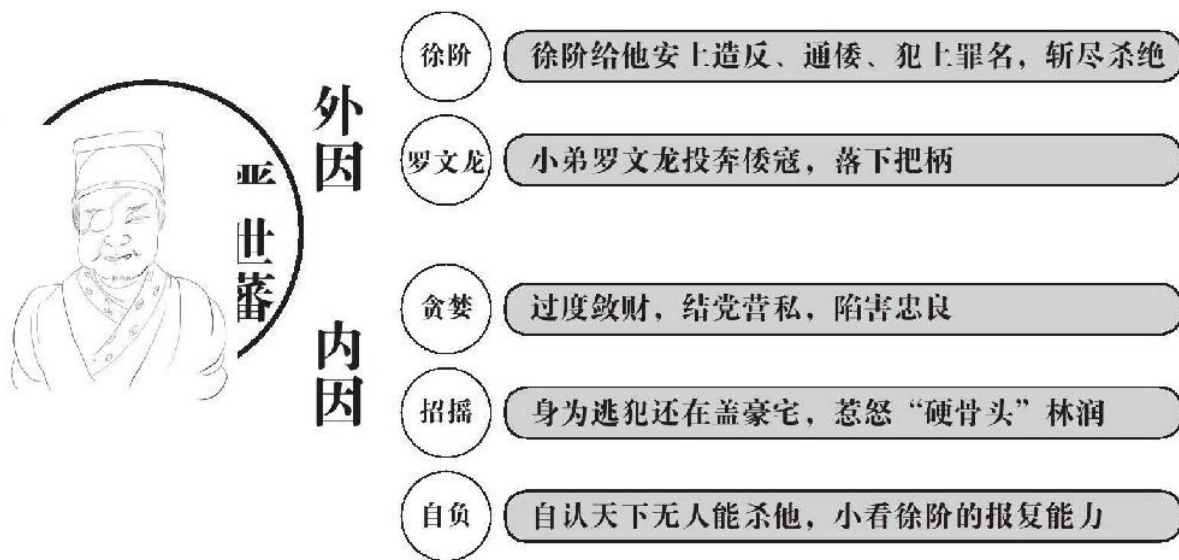 严世蕃
外因
徐阶
徐阶给他安上造反、通倭、犯上罪名，斩尽杀绝
罗文龙
小弟罗文龙投奔倭寇，落下把柄
内因
贪婪
过度敛财，结党营私，陷害忠良
招摇
身为逃犯还在盖豪宅，惹怒“硬骨头”林润
自负
自认天下无人能杀他，小看徐阶的报复能力